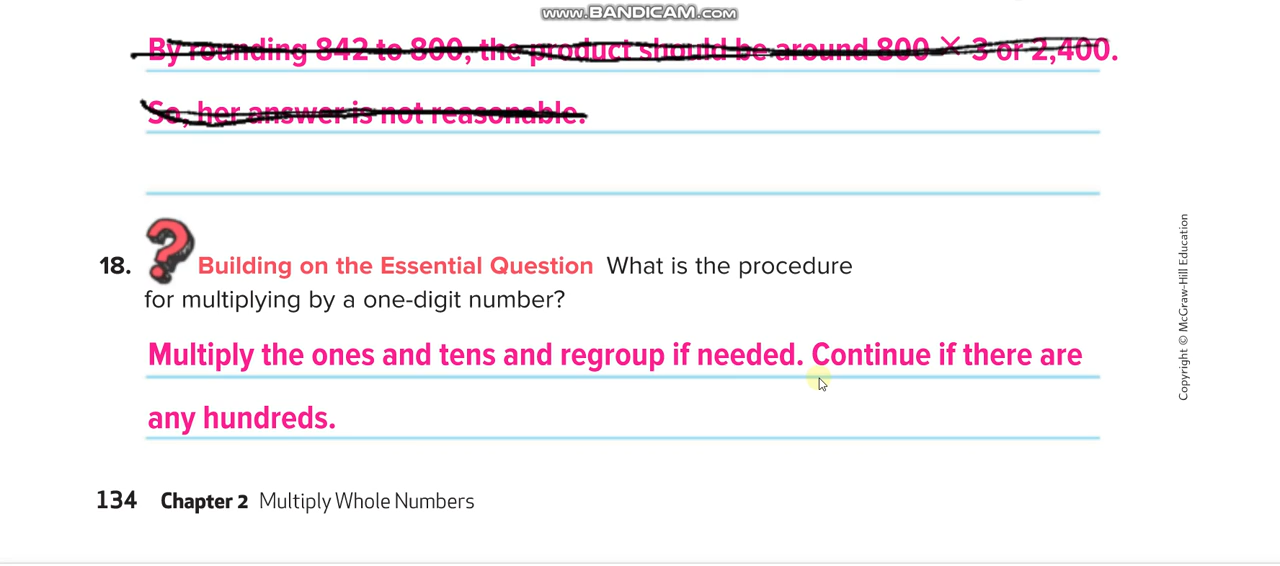 www.BANDICAM.com
By rounding 842 to 800, the product should be around 800 × 3 or 2,400.
So, her answer is not reasonable.
18. Building on the Essential Question What is the procedure
for multiplying by a one-digit number?
Multiply the ones and tens and regroup if needed. Continue if there are
any hundreds.
134 Chapter 2 Multiply Whole Numbers
Copyright © McGraw-Hill Education